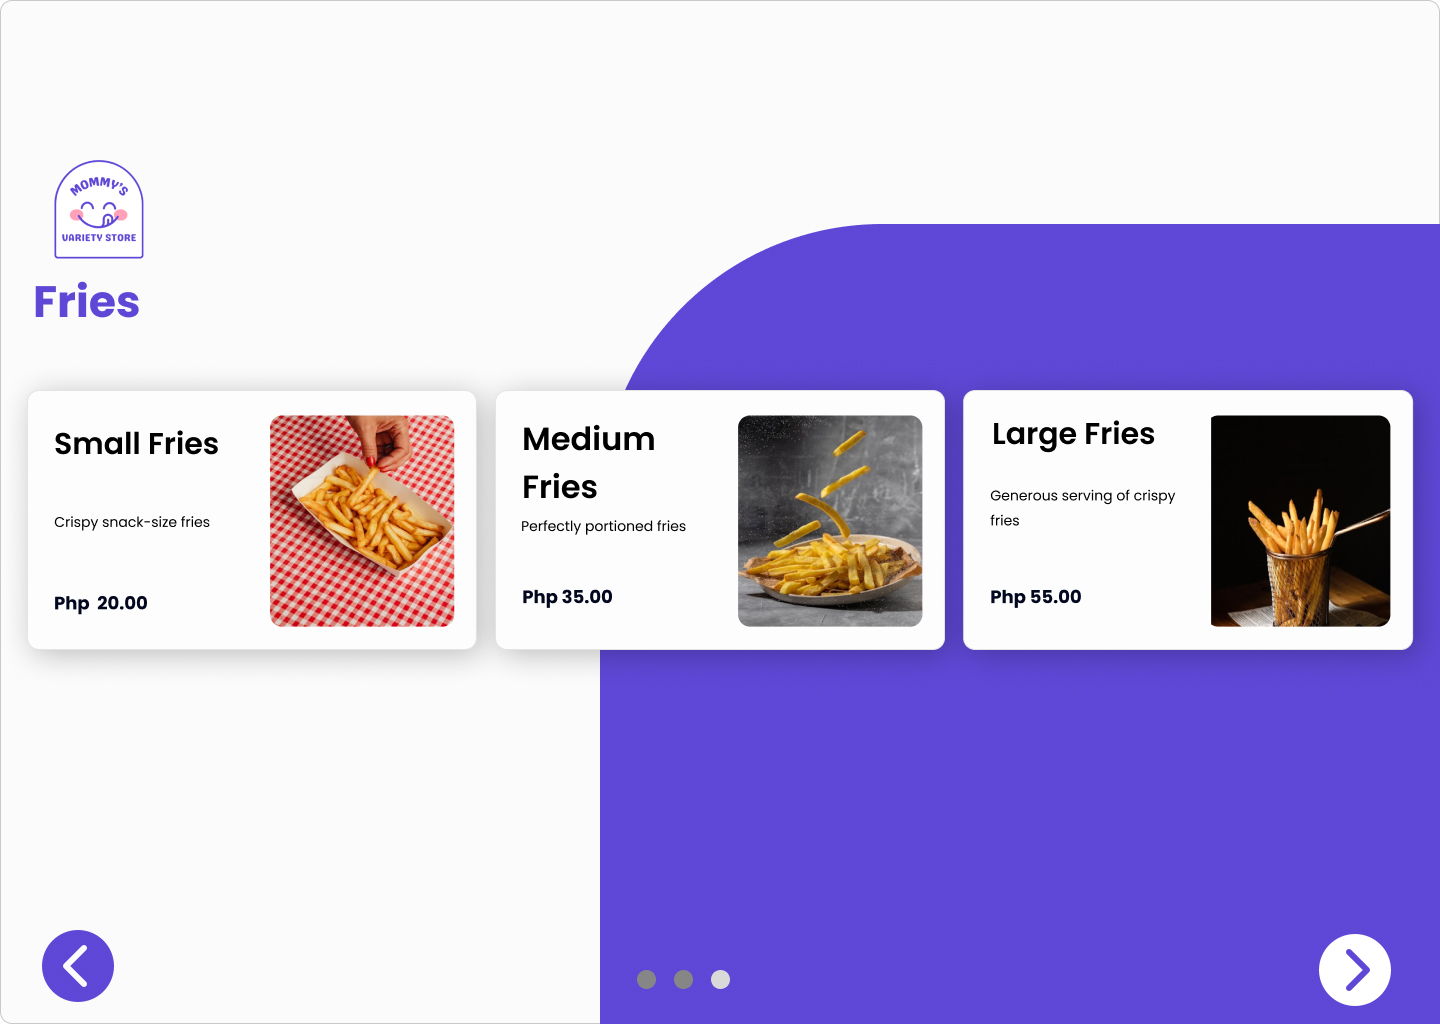 MOMMY'S
VARIETY STORE
Fries
Small Fries
Crispy snack-size fries
Php 20.00
Medium
Fries
Perfectly portioned fries
Php 35.00
Large Fries
Generous serving of crispy
fries
Php 55.00